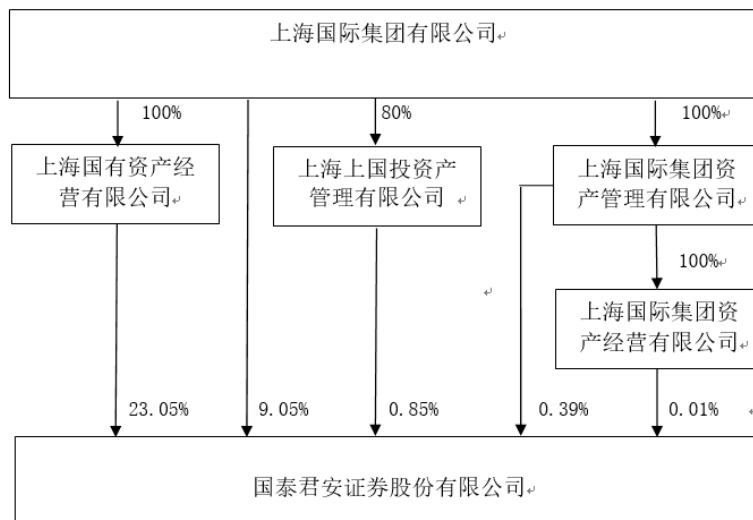 上海国际集团有限公司
100%
80%
100%
上海国有资产经
营有限公司
上海上国投资产
管理有限公司
上海国际集团资
产管理有限公司
100%
上海国际集团资
产经营有限公司
23.05%
9.05%
0.85%
0.39%
0.01%
国泰君安证券股份有限公司